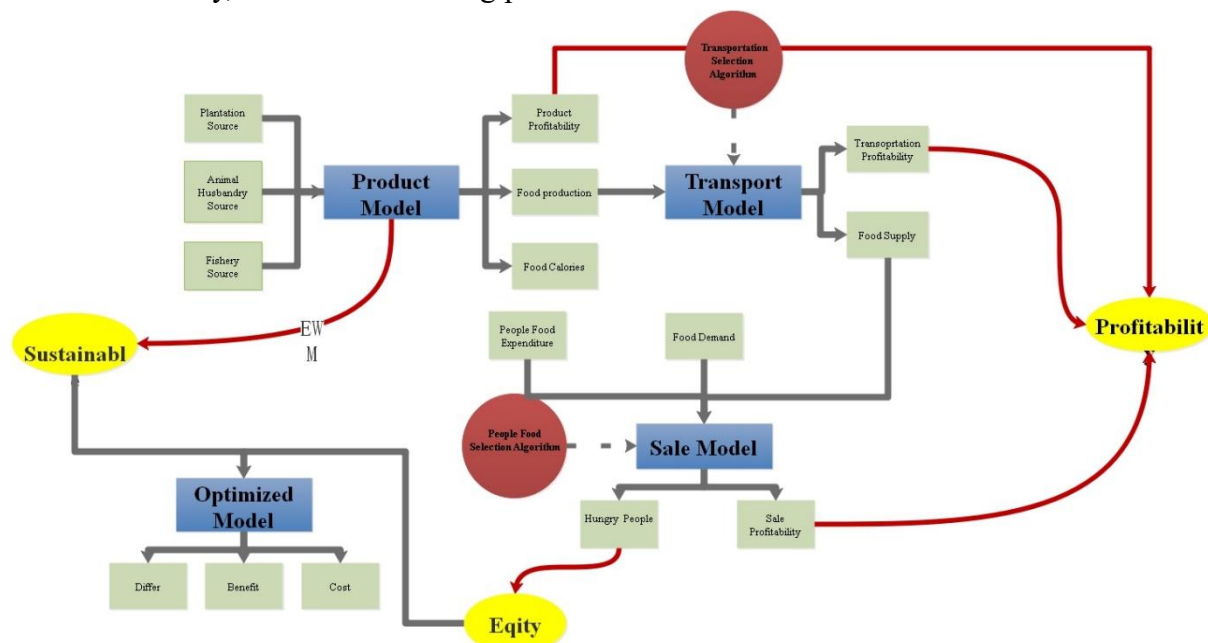 Transportation
Selection
Algorithm
Plantation
Source
Product
Profitability
Transoprtation
Profitability
Animal
Husbandry
Source
Product
Model
Food production
Transport
Model
Food Supply
Fishery
Source
Food Calories
People Food
Expenditure
Food Demand
EW
M
Sustainabl
Profitabilit
People Food
Selection Algorithm
Sale Model
Optimized
Model
Hungry People
Sale
Profitability
Differ
Benefit
Cost
Eqity